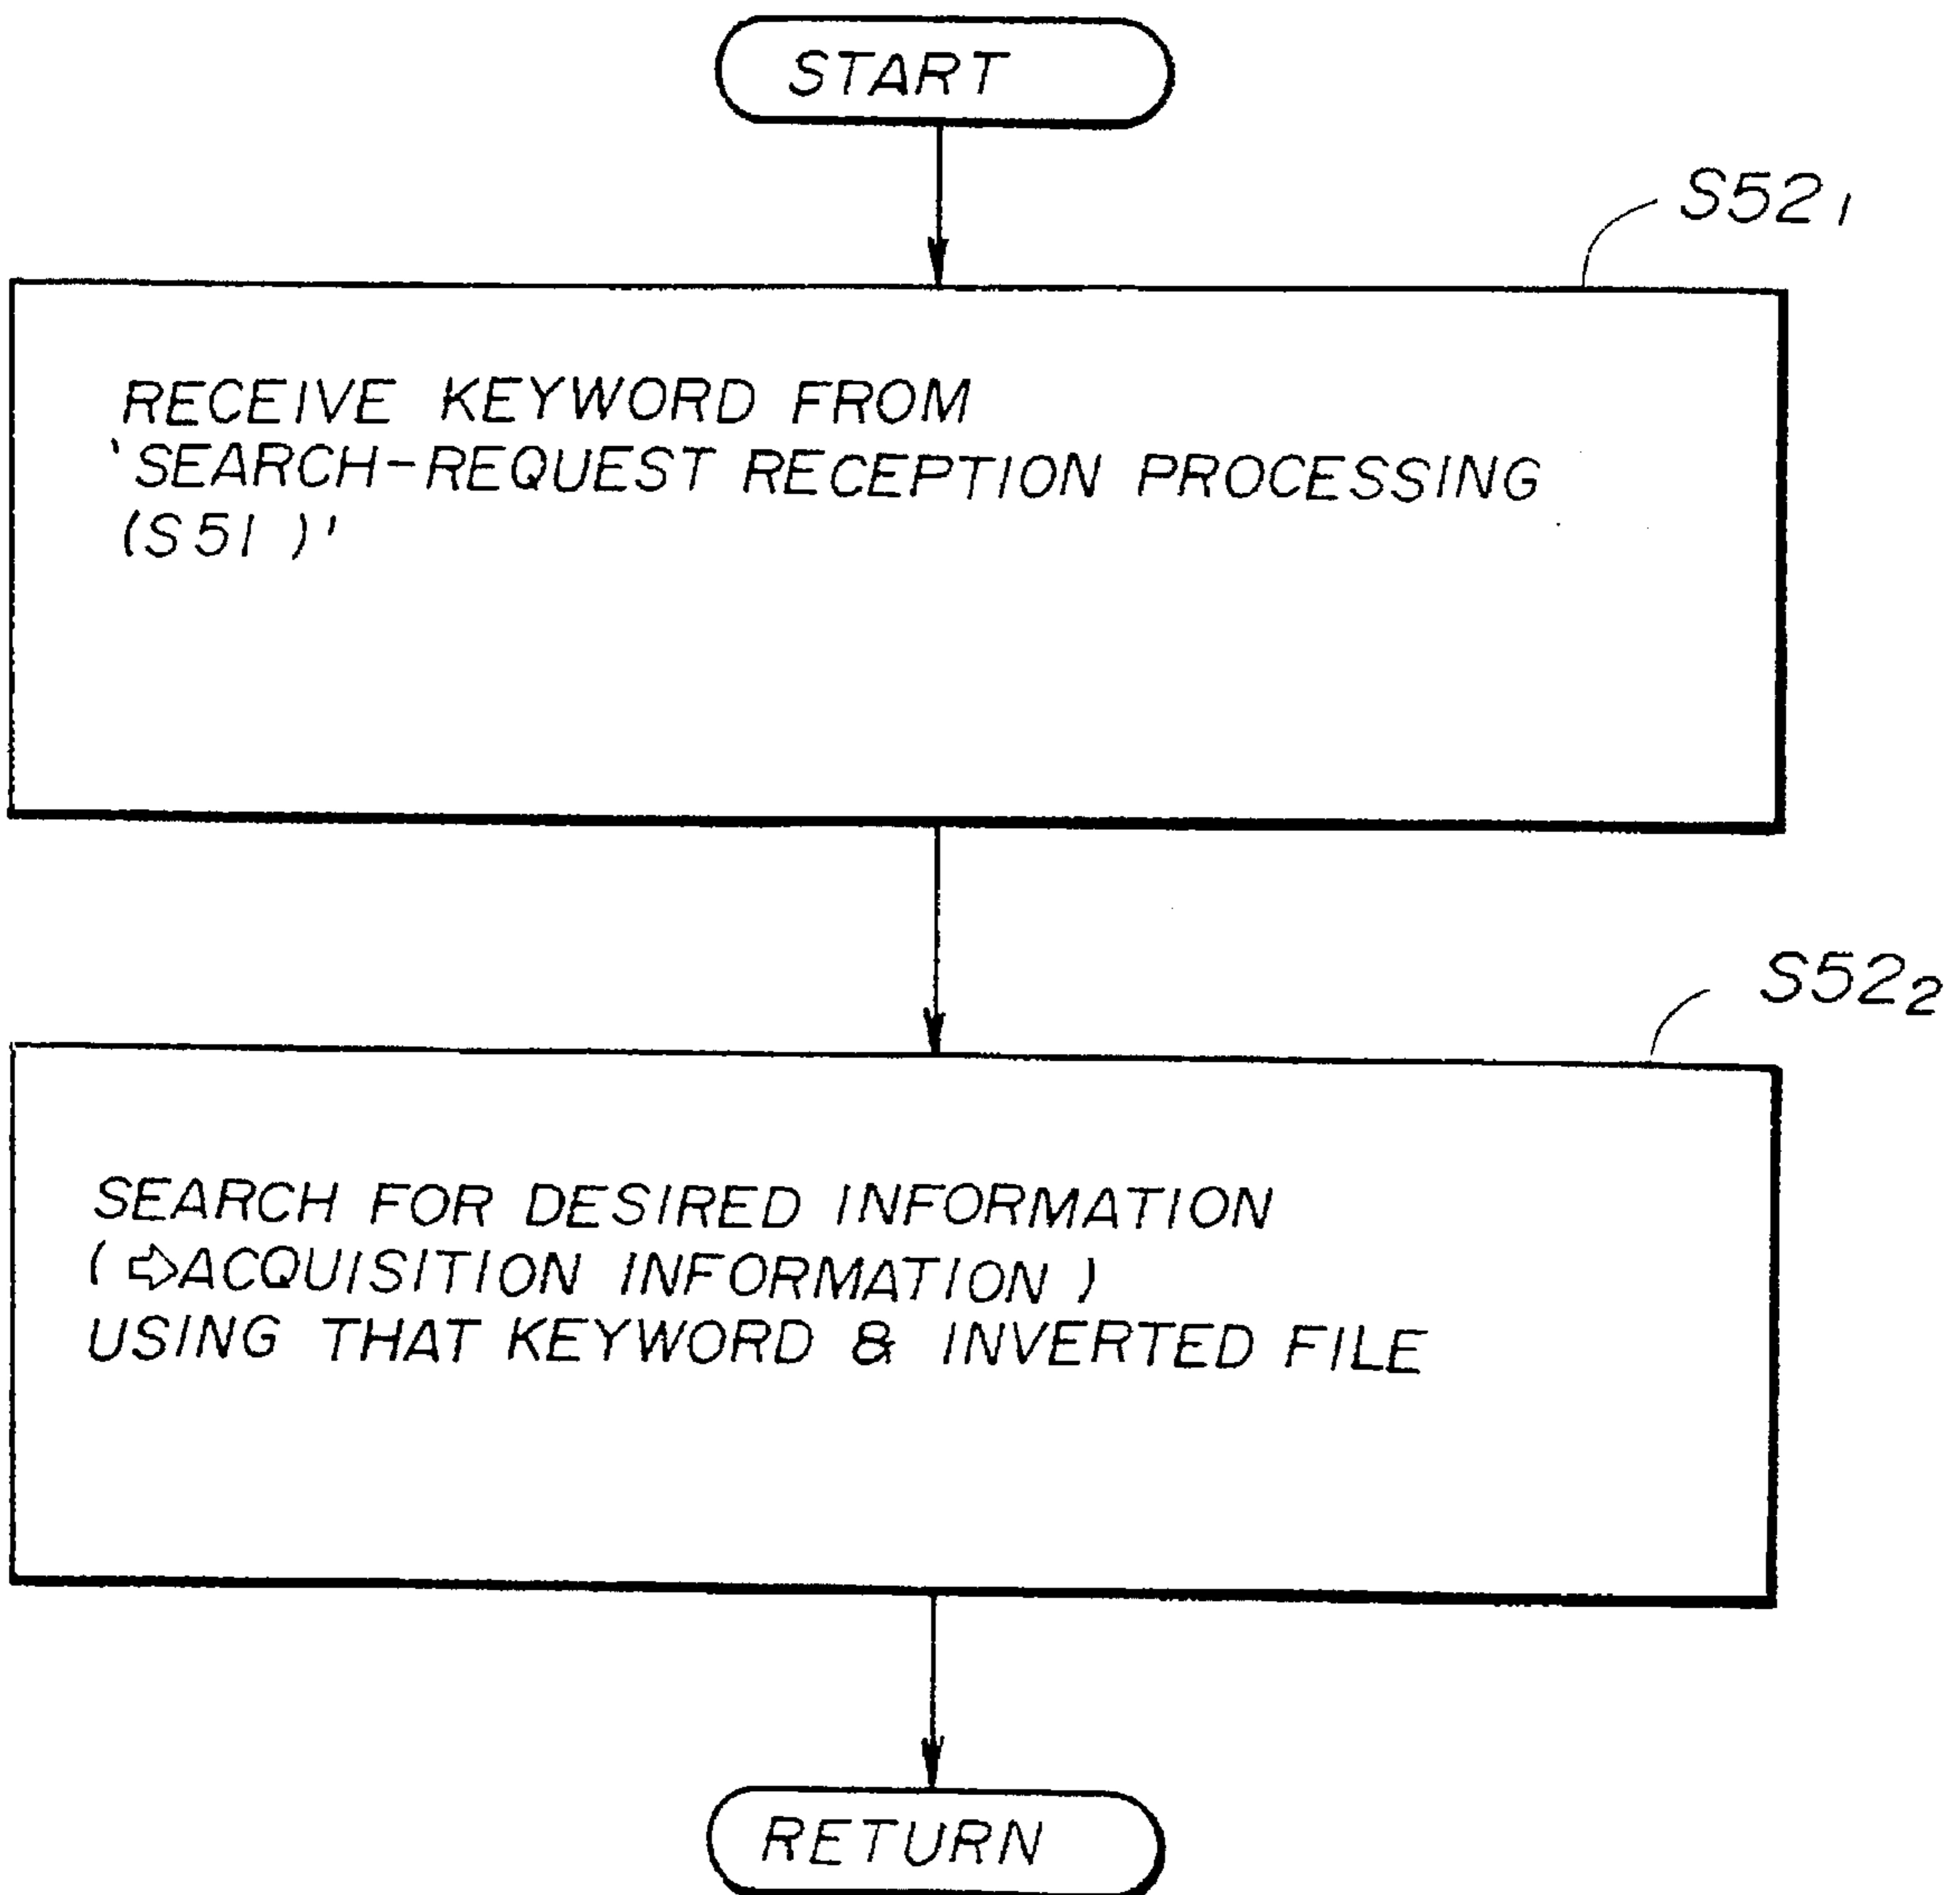 START
S52₁
RECEIVE KEYWORD FROM
'SEARCH-REQUEST RECEPTION PROCESSING
(S51)'
S52₂
SEARCH FOR DESIRED INFORMATION
(⇨ACQUISITION INFORMATION)
USING THAT KEYWORD & INVERTED FILE
RETURN